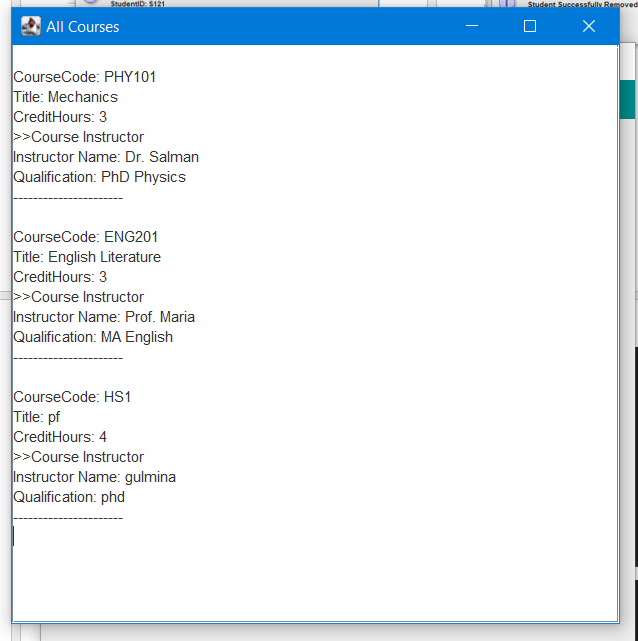 StudentID: S121
Student Successfully Removed
All Courses
CourseCode: PHY101
Title: Mechanics
CreditHours: 3
>>Course Instructor
Instructor Name: Dr. Salman
Qualification: PhD Physics
----------------------
CourseCode: ENG201
Title: English Literature
CreditHours: 3
>>Course Instructor
Instructor Name: Prof. Maria
Qualification: MA English
----------------------
CourseCode: HS1
Title: pf
CreditHours: 4
>>Course Instructor
Instructor Name: gulmina
Qualification: phd
----------------------